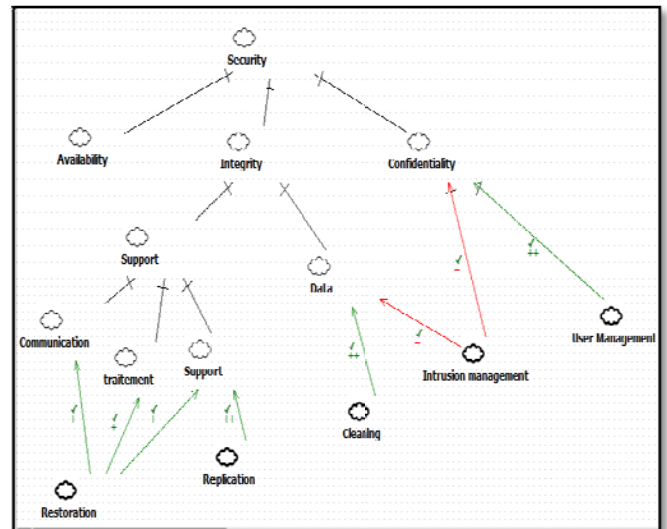 Security
Availability
Integrity
Confidentiality
Support
Data
++
Communication
traitement
Support
User Management
Intrusion management
++
Cleaning
+
Replication
Restoration